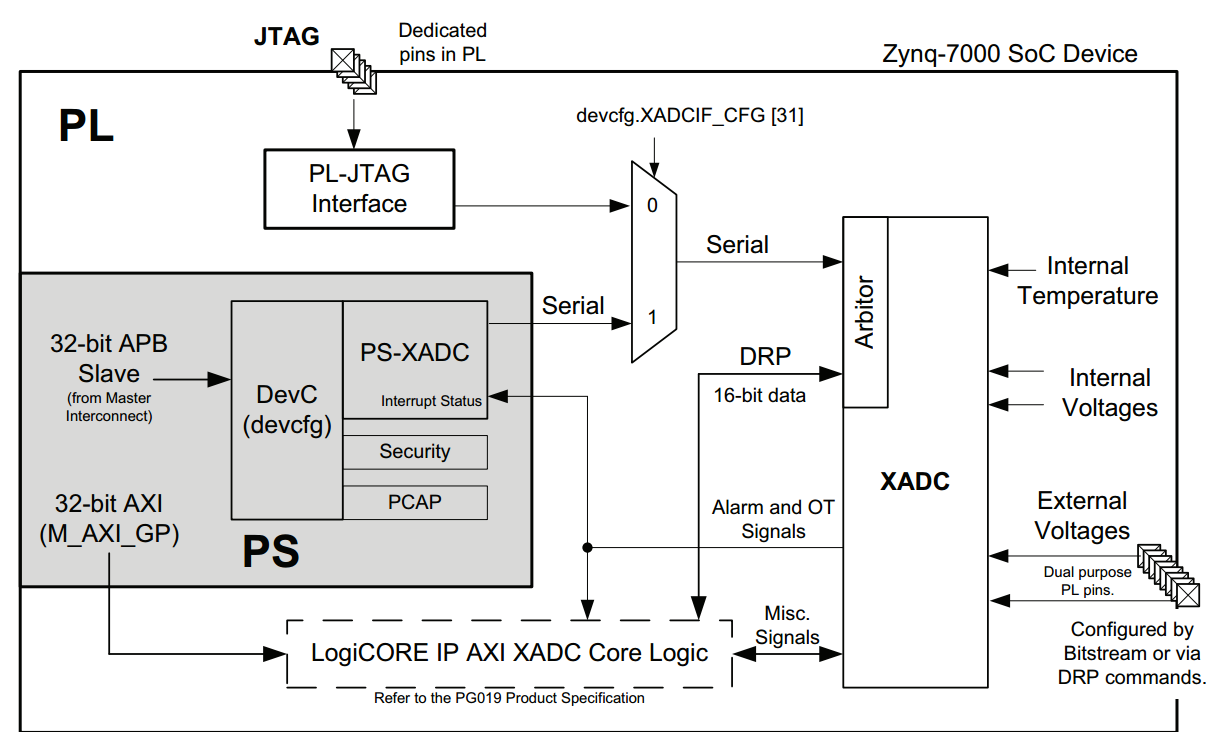 JTAG
Dedicated
pins in PL
Zynq-7000 SoC Device
PL
devcfg.XADCIF_CFG [31]
PL-JTAG
Interface
0
Serial
Arbitor
Internal
Temperature
Serial
1
32-bit APB
Slave
(from Master
Interconnect)
DevC
(devcfg)
PS-XADC
Interrupt Status
Security
PCAP
DRP
16-bit data
Internal
Voltages
XADC
32-bit AXI
(M_AXI_GP)
PS
Alarm and OT
Signals
External
Voltages
Dual purpose
PL pins.
Misc.
Signals
LogiCORE IP AXI XADC Core Logic
Refer to the PG019 Product Specification
Configured by
Bitstream or via
DRP commands.